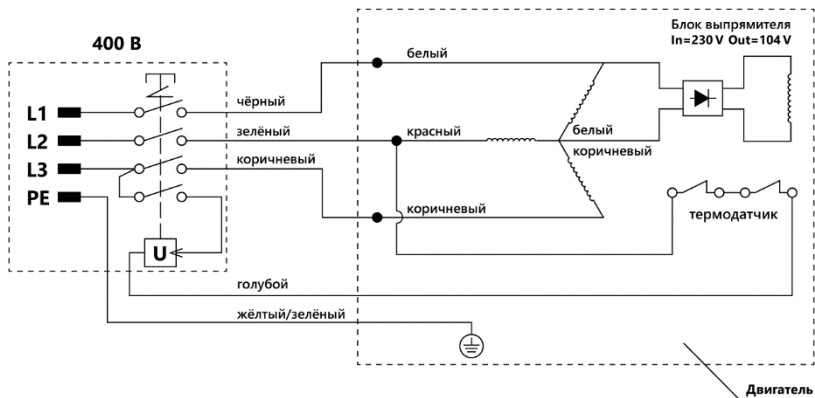 Блок выпрямителя
In=230 V Out=104 V
400 В
белый
L1
чёрный
L2
зелёный
красный
белый
коричневый
L3
коричневый
PE
коричневый
термодатчик
U
голубой
жёлтый/зелёный
Двигатель